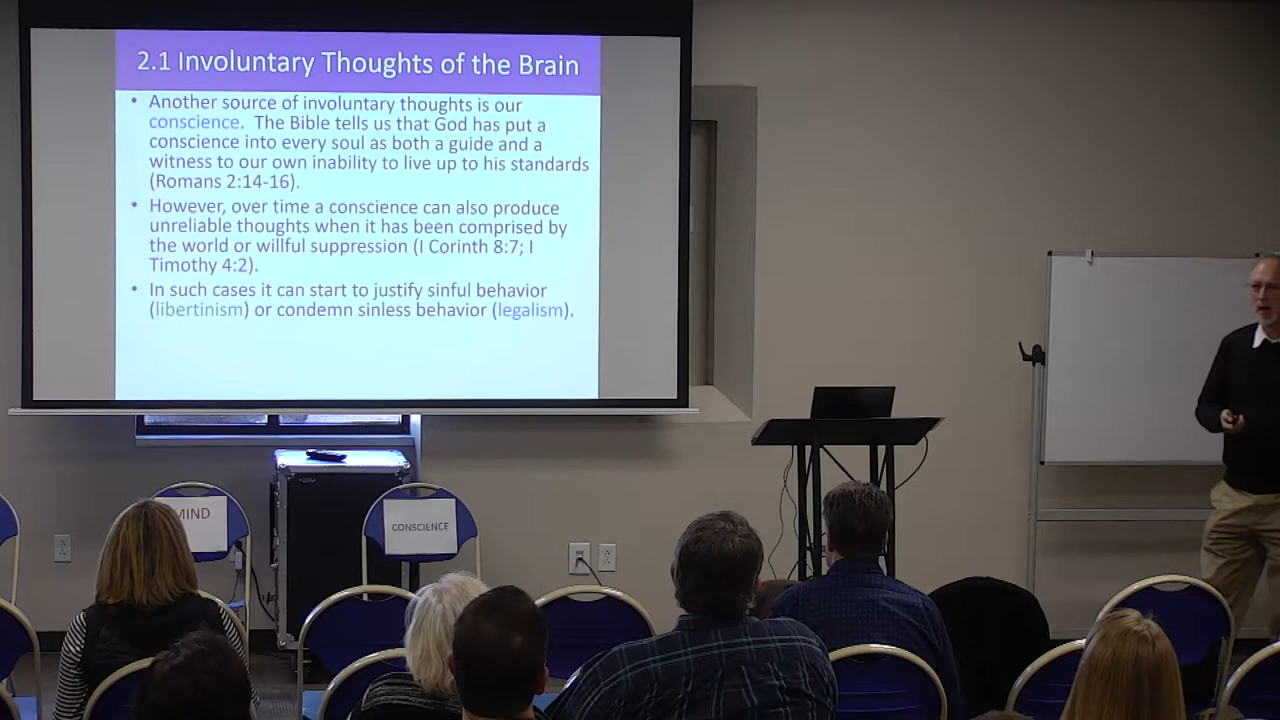 2.1 Involuntary Thoughts of the Brain
• Another source of involuntary thoughts is our
conscience. The Bible tells us that God has put a
conscience into every soul as both a guide and a
witness to our own inability to live up to his standards
(Romans 2:14-16).
• However, over time a conscience can also produce
unreliable thoughts when it has been comprised by
the world or willful suppression (I Corinth 8:7; I
Timothy 4:2).
• In such cases it can start to justify sinful behavior
(libertinism) or condemn sinless behavior (legalism).
MIND
CONSCIENCE